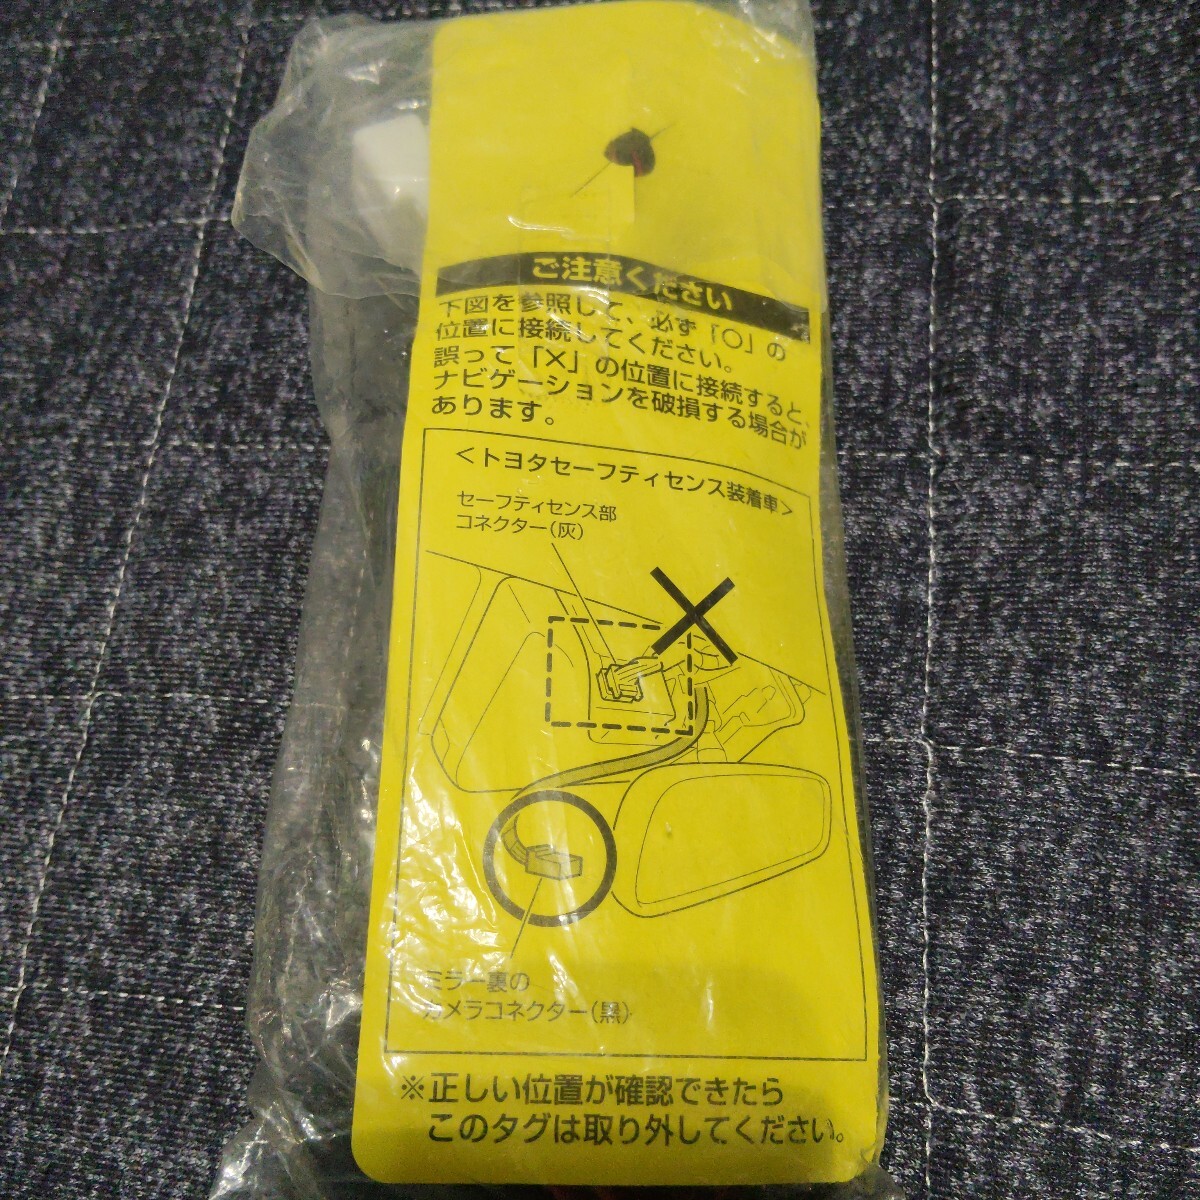 ご注意ください
下図を参照して、必ず「○」の
位置に接続してください。
誤って「×」の位置に接続すると、
ナビゲーションを破損する場合が
あります。
<トヨタセーフティセンス装着車>
セーフティセンス部
コネクター(灰)
ミラー裏の
カメラコネクター(黒)
※正しい位置が確認できたら
このタグは取り外してください。